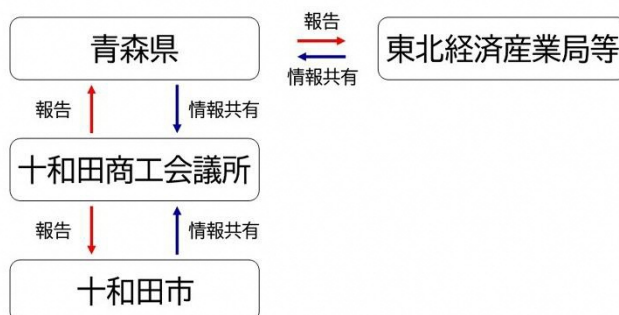 報告
青森県
東北経済産業局等
情報共有
報告
情報共有
十和田商工会議所
報告
情報共有
十和田市